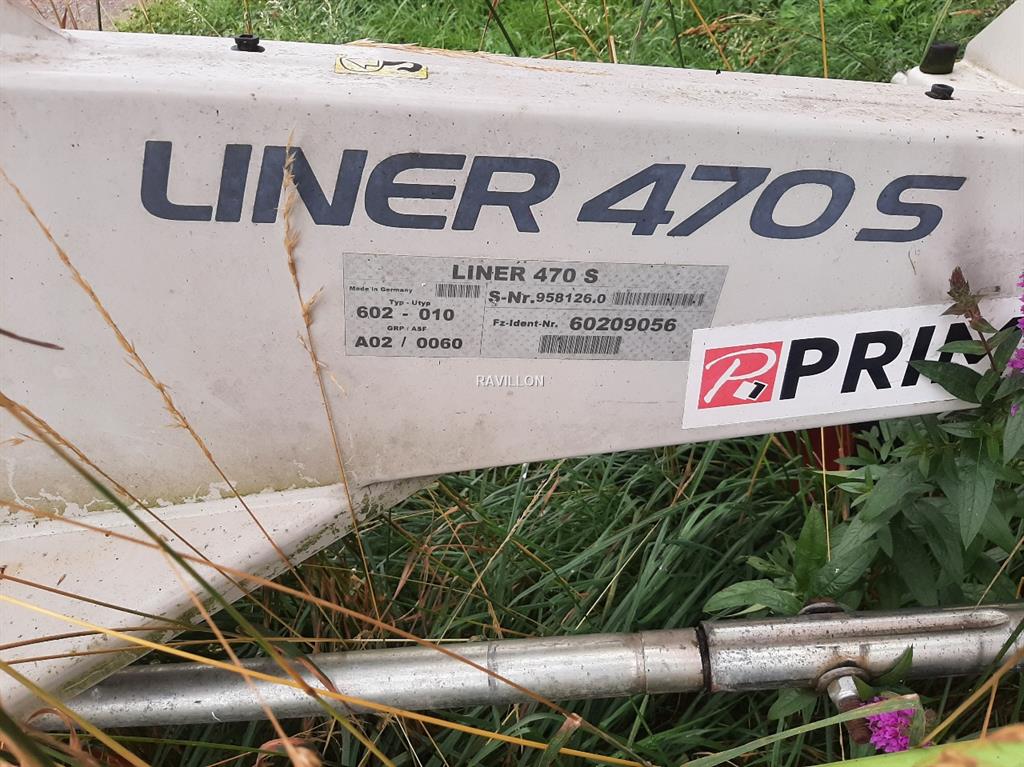 LINER 470 S
LINER 470 S
Made in Germany
S-Nr. 958126.0
Typ - Utyp
602 - 010
Fz-Ident-Nr. 60209056
GRP / ASF
A02 / 0060
RAVILLON
PRIM